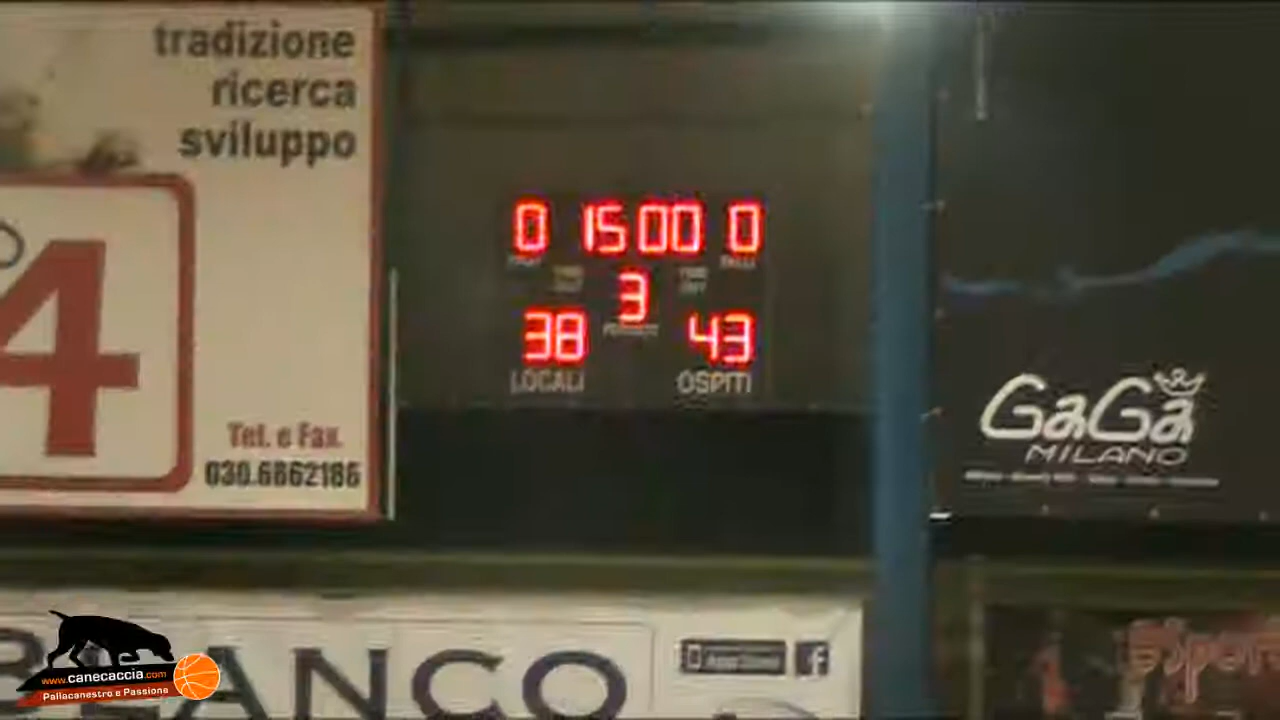 tradizione
ricerca
sviluppo
4
Tel. e Fax.
030.6862186
0 15 00 0
3
38 43
LOCALI OSPITI
GaGà
MILANO
ANCO
f
Sport
www.canecaccia.com
Pallacanestro e Passione